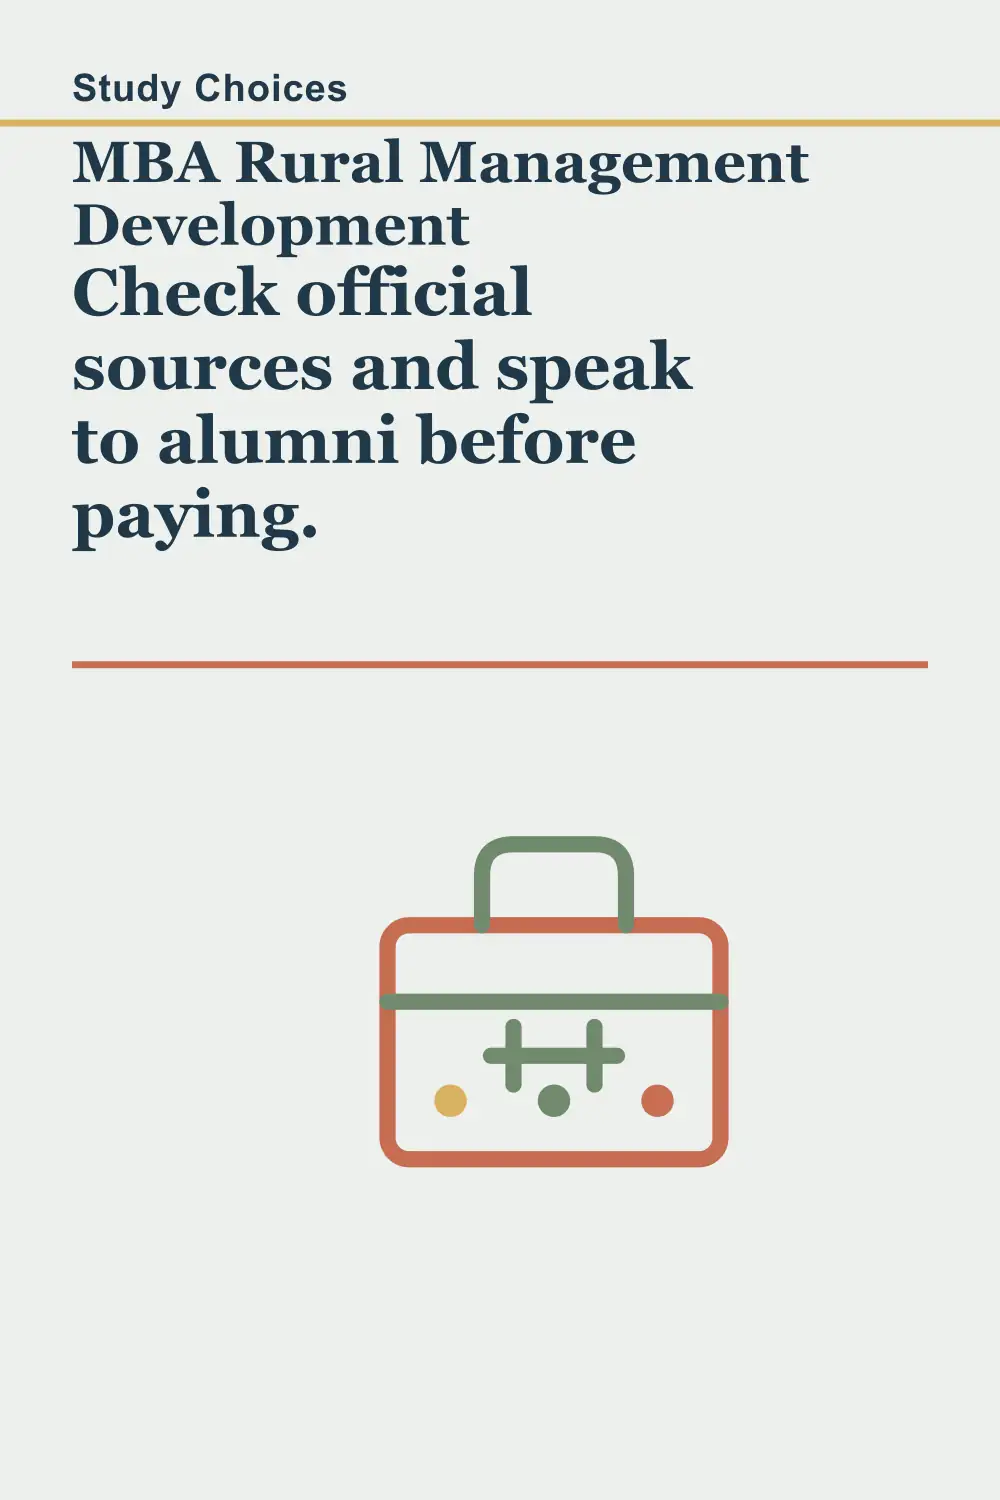 Study Choices
MBA Rural Management
Development
Check official
sources and speak
to alumni before
paying.